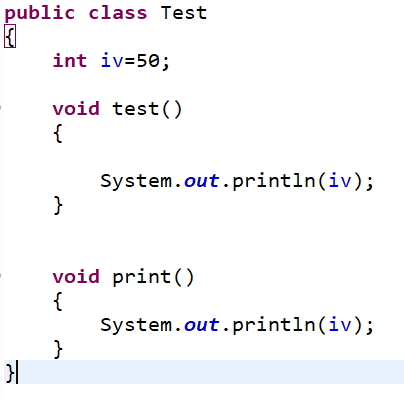 public class Test
{
    int iv=50;
    void test()
    {
        System.out.println(iv);
    }
    void print()
    {
        System.out.println(iv);
    }
}